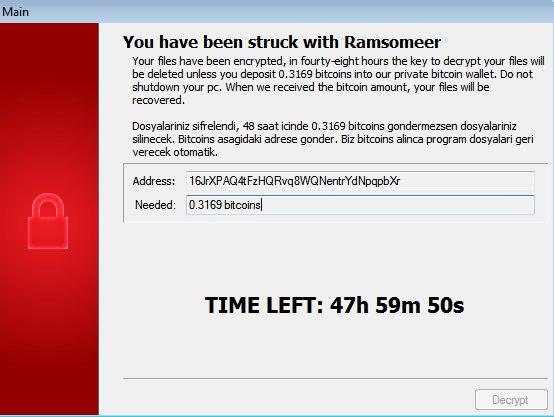 Main
You have been struck with Ramsomeer
Your files have been encrypted, in fourty-eight hours the key to decrypt your files will
be deleted unless you deposit 0.3169 bitcoins into our private bitcoin wallet. Do not
shutdown your pc. When we received the bitcoin amount, your files will be
recovered.
Dosyalariniz sifrelendi, 48 saat icinde 0.3169 bitcoins gondermezsen dosyalariniz
silinecek. Bitcoins asagidaki adrese gonder. Biz bitcoins alinca program dosyalari geri
verecek otomatik.
Address: 16JrXPAQ4tFzHQRvq8WQNentrYdNpqpbXr
Needed: 0.3169 bitcoins
TIME LEFT: 47h 59m 50s
Decrypt